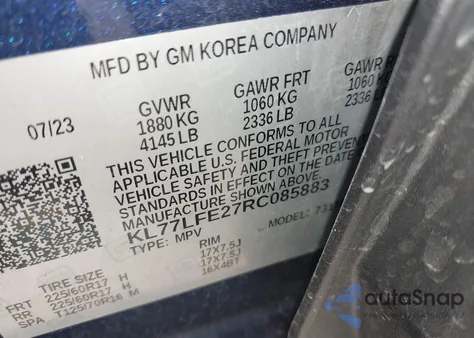 MFD BY GM KOREA COMPANY
07/23 GVWR GAWR FRT GAWR
1880 KG 1060 KG 1060 KG
4145 LB 2336 LB 2336 LB
THIS VEHICLE CONFORMS TO ALL
APPLICABLE U.S. FEDERAL MOTOR
VEHICLE SAFETY AND THEFT PREVENTION
STANDARDS IN EFFECT ON THE DATE
MANUFACTURE SHOWN ABOVE.
KL77LFE27RC085883
TYPE: MPV MODEL:
TIRE SIZE RIM
FRT 225/60R17 H 17X7.5J
RR 225/60R17 H 17X7.5J
SPA T125/70R16 M 16X4BT
autoSnap